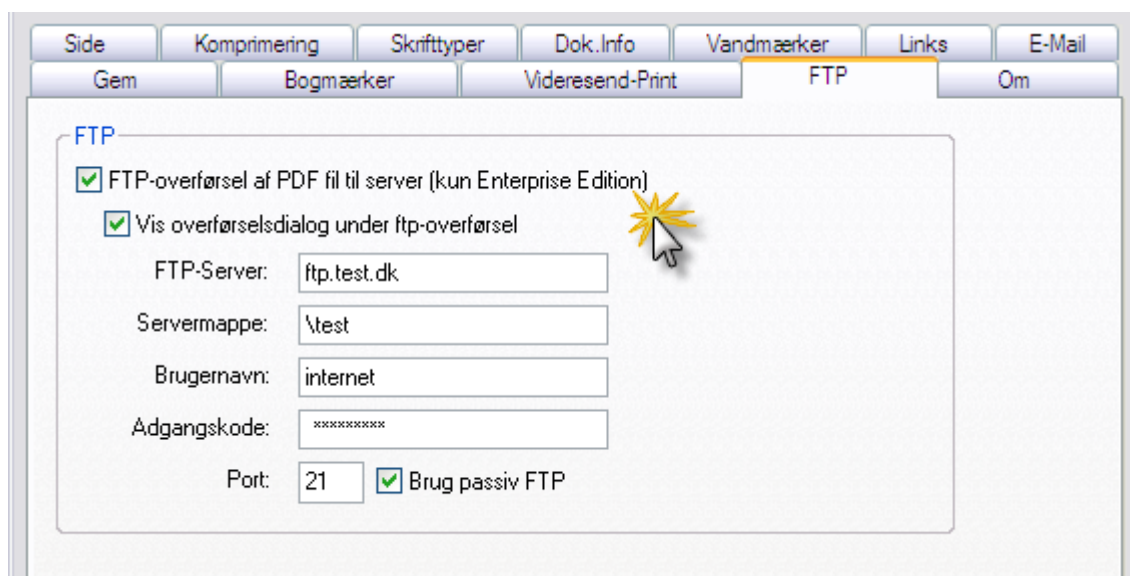 Side Komprimering Skrifttyper Dok.Info Vandmærker Links E-Mail
Gem Bogmærker Videresend-Print FTP Om
FTP
FTP-overførsel af PDF fil til server (kun Enterprise Edition)
Vis overførselsdialog under ftp-overførsel
FTP-Server: ftp.test.dk
Servermappe: \test
Brugernavn: internet
Adgangskode: *********
Port: 21 Brug passiv FTP